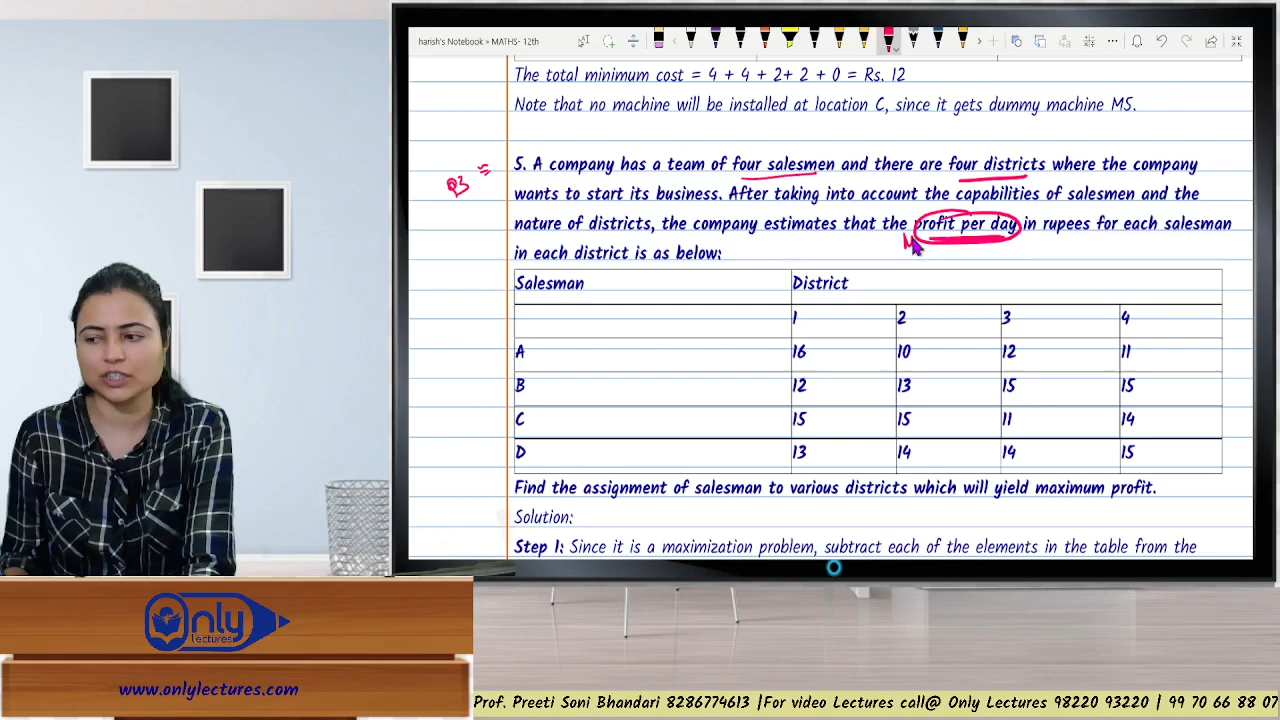 harish's Notebook » MATHS- 12th
The total minimum cost = 4 + 4 + 2+ 2 + 0 = Rs. 12
Note that no machine will be installed at location C, since it gets dummy machine M5.
Q3 =
5. A company has a team of four salesmen and there are four districts where the company
wants to start its business. After taking into account the capabilities of salesmen and the
nature of districts, the company estimates that the profit per day in rupees for each salesman
in each district is as below:
Salesman District
1 2 3 4
A 16 10 12 11
B 12 13 15 15
C 15 15 11 14
D 13 14 14 15
Find the assignment of salesman to various districts which will yield maximum profit.
Solution:
Step 1: Since it is a maximization problem, subtract each of the elements in the table from the
Only
lectures
www.onlylectures.com
Prof. Preeti Soni Bhandari 8286774613 |For video Lectures call@ Only Lectures 98220 93220 | 99 70 66 88 07